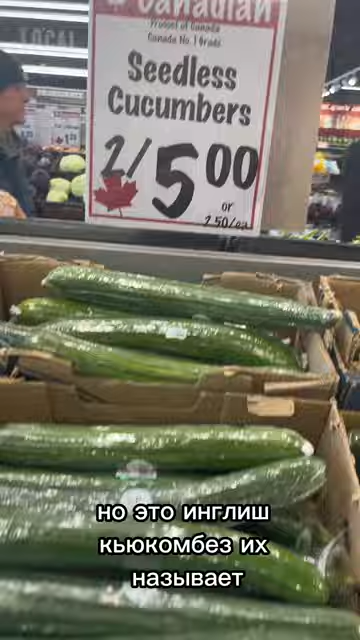 LOCAL
Canadian
Product of Canada
Canada No. 1 Grade
Seedless
Cucumbers
2/5 00
or
2.50/ea
но это инглиш
кьюкомбез их
называет